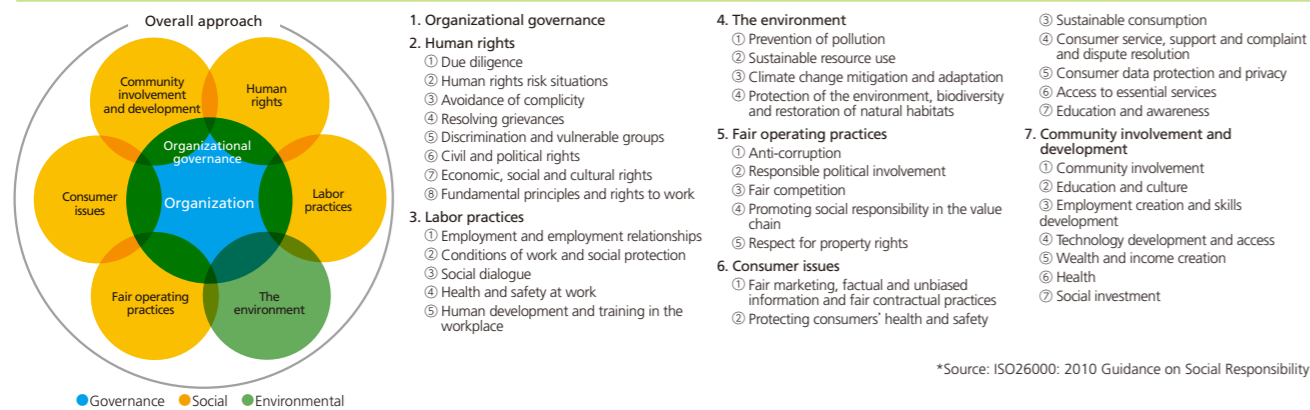 Overall approach
Community
involvement
and development
Human
rights
Organizational
governance
Consumer
issues
Organization
Labor
practices
Fair operating
practices
The
environment
●Governance ●Social ●Environmental
1. Organizational governance
2. Human rights
① Due diligence
② Human rights risk situations
③ Avoidance of complicity
④ Resolving grievances
⑤ Discrimination and vulnerable groups
⑥ Civil and political rights
⑦ Economic, social and cultural rights
⑧ Fundamental principles and rights to work
3. Labor practices
① Employment and employment relationships
② Conditions of work and social protection
③ Social dialogue
④ Health and safety at work
⑤ Human development and training in the
workplace
4. The environment
① Prevention of pollution
② Sustainable resource use
③ Climate change mitigation and adaptation
④ Protection of the environment, biodiversity
and restoration of natural habitats
5. Fair operating practices
① Anti-corruption
② Responsible political involvement
③ Fair competition
④ Promoting social responsibility in the value
chain
⑤ Respect for property rights
6. Consumer issues
① Fair marketing, factual and unbiased
information and fair contractual practices
② Protecting consumers' health and safety
③ Sustainable consumption
④ Consumer service, support and complaint
and dispute resolution
⑤ Consumer data protection and privacy
⑥ Access to essential services
⑦ Education and awareness
7. Community involvement and
development
① Community involvement
② Education and culture
③ Employment creation and skills
development
④ Technology development and access
⑤ Wealth and income creation
⑥ Health
⑦ Social investment
*Source: ISO26000: 2010 Guidance on Social Responsibility